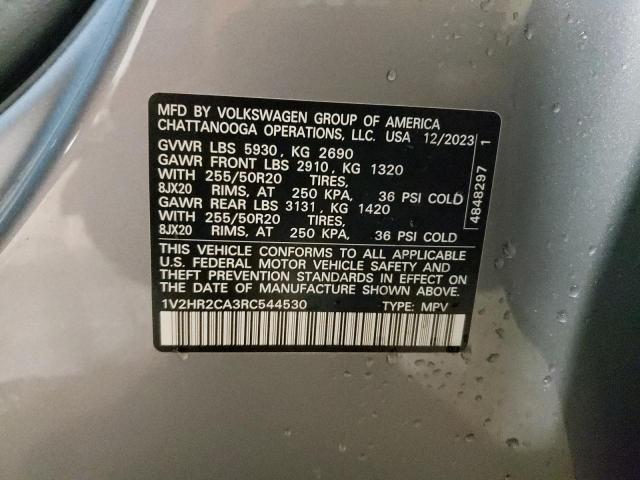 MFD BY VOLKSWAGEN GROUP OF AMERICA
CHATTANOOGA OPERATIONS, LLC. USA 12/2023
GVWR LBS 5930, KG 2690
GAWR FRONT LBS 2910, KG 1320
WITH 255/50R20 TIRES,
8JX20 RIMS, AT 250 KPA, 36 PSI COLD
GAWR REAR LBS 3131, KG 1420
WITH 255/50R20 TIRES,
8JX20 RIMS, AT 250 KPA, 36 PSI COLD
4848297 1
THIS VEHICLE CONFORMS TO ALL APPLICABLE
U.S. FEDERAL MOTOR VEHICLE SAFETY AND
THEFT PREVENTION STANDARDS IN EFFECT ON
THE DATE OF MANUFACTURE SHOWN ABOVE.
1V2HR2CA3RC544530 TYPE: MPV